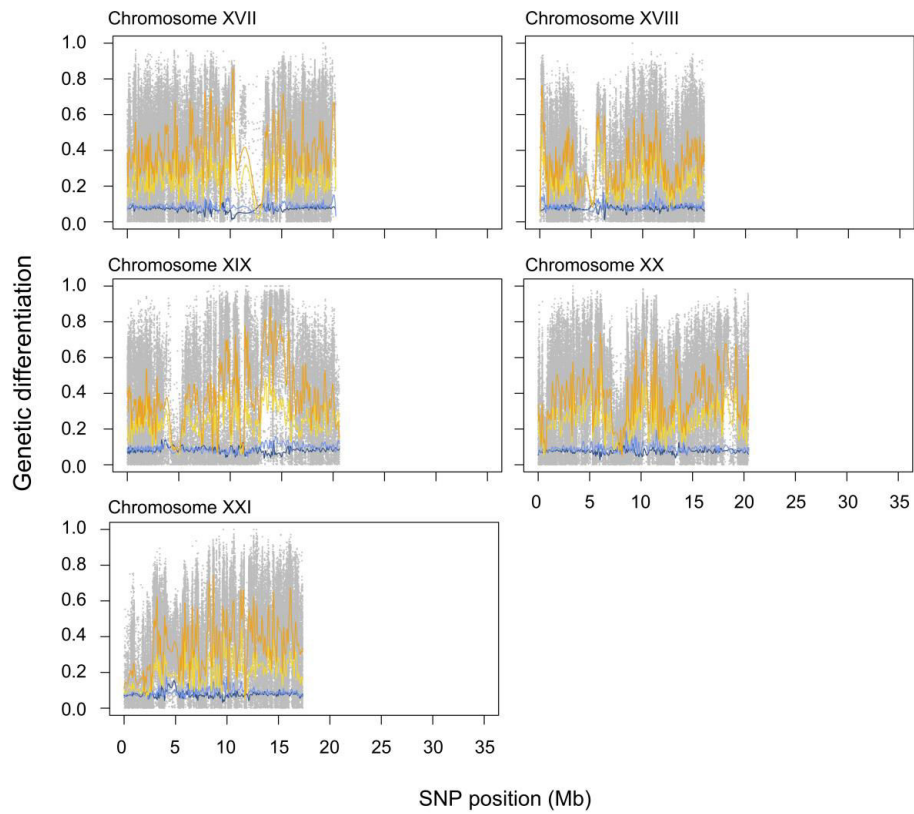 Chromosome XVII
1.0
0.8
0.6
0.4
0.2
0.0
Chromosome XVIII
Chromosome XIX
1.0
0.8
0.6
0.4
0.2
0.0
Chromosome XX
0 5 10 15 20 25 30 35
Chromosome XXI
1.0
0.8
0.6
0.4
0.2
0.0
0 5 10 15 20 25 30 35
Genetic differentiation
SNP position (Mb)